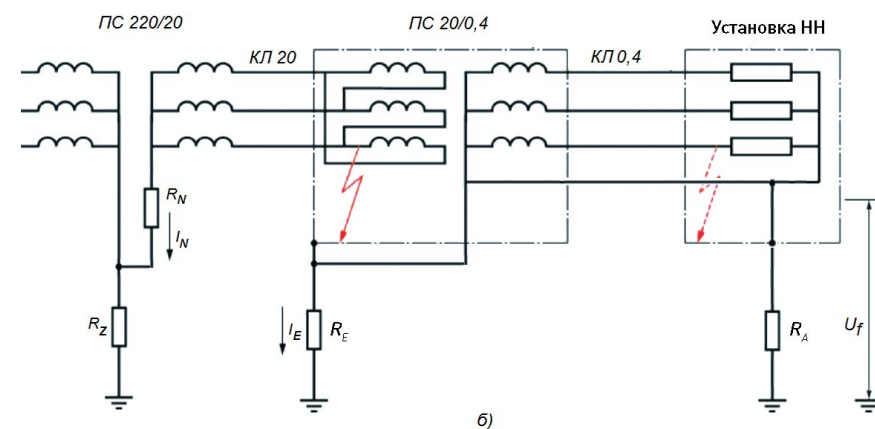 ПС 220/20
ПС 20/0,4
Установка НН
КЛ 20
КЛ 0,4
R_N
I_N
R_Z
I_E
R_E
R_A
U_f
б)